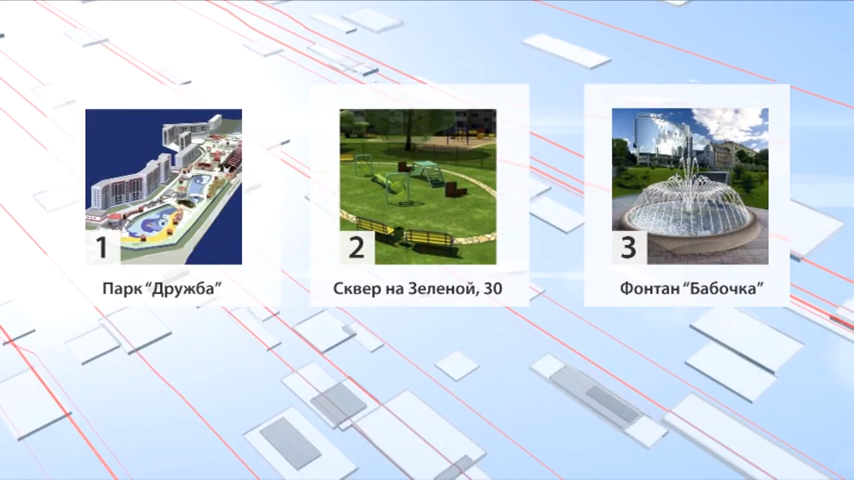 1
Парк “Дружба”
2
Сквер на Зеленой, 30
3
Фонтан “Бабочка”